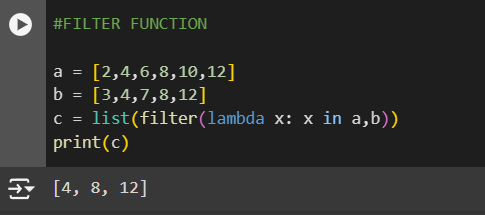 #FILTER FUNCTION
a = [2,4,6,8,10,12]
b = [3,4,7,8,12]
c = list(filter(lambda x: x in a,b))
print(c)
[4, 8, 12]